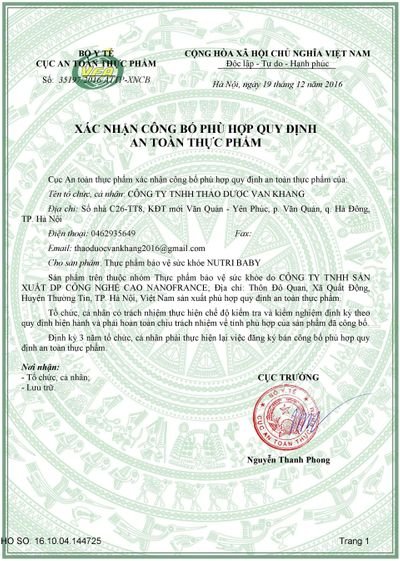 BỘ Y TẾ
CỤC AN TOÀN THỰC PHẨM
Số: 35197/2016/ATTP-XNCB
CỘNG HÒA XÃ HỘI CHỦ NGHĨA VIỆT NAM
Độc lập - Tự do - Hạnh phúc
Hà Nội, ngày 19 tháng 12 năm 2016
XÁC NHẬN CÔNG BỐ PHÙ HỢP QUY ĐỊNH
AN TOÀN THỰC PHẨM
Cục An toàn thực phẩm xác nhận công bố phù hợp quy định an toàn thực phẩm của:
Tên tổ chức, cá nhân: CÔNG TY TNHH THẢO DƯỢC VẠN KHANG
Địa chỉ: Số nhà C26-TT8, KĐT mới Văn Quán - Yên Phúc, p. Văn Quán, q. Hà Đông,
TP. Hà Nội
Điện thoại: 0462935649 Fax:
Email: thaoduocvankhang2016@gmail.com
Cho sản phẩm: Thực phẩm bảo vệ sức khỏe NUTRI BABY
Sản phẩm trên thuộc nhóm Thực phẩm bảo vệ sức khỏe do CÔNG TY TNHH SẢN
XUẤT DP CÔNG NGHỆ CAO NANOFRANCE; Địa chỉ: Thôn Đô Quan, Xã Quất Động,
Huyện Thường Tín, TP. Hà Nội, Việt Nam sản xuất phù hợp quy định an toàn thực phẩm.
Tổ chức, cá nhân có trách nhiệm thực hiện chế độ kiểm tra và kiểm nghiệm định kỳ theo
quy định hiện hành và phải hoàn toàn chịu trách nhiệm về tính phù hợp của sản phẩm đã công bố.
Định kỳ 3 năm tổ chức, cá nhân phải thực hiện lại việc đăng ký bản công bố phù hợp quy
định an toàn thực phẩm.
Nơi nhận:
- Tổ chức, cá nhân;
- Lưu trữ.
CỤC TRƯỞNG
BỘ Y TẾ
CỤC AN TOÀN THỰC
Nguyễn Thanh Phong
HO SO: 16.10.04.144725
Trang 1